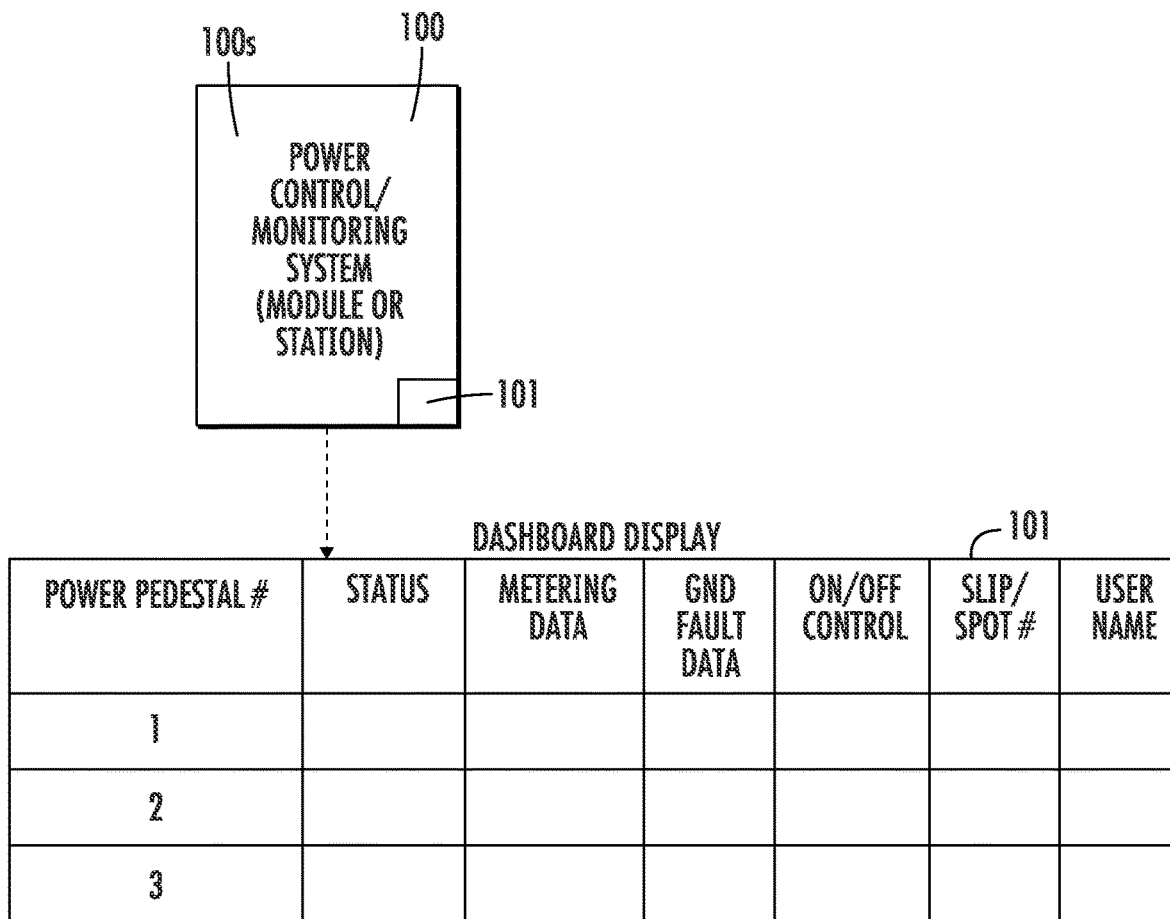 100s
100
POWER
CONTROL/
MONITORING
SYSTEM
(MODULE OR
STATION)
101
DASHBOARD DISPLAY
101
POWER PEDESTAL # STATUS METERING DATA GND FAULT DATA ON/OFF CONTROL SLIP/ SPOT # USER NAME
1
2
3